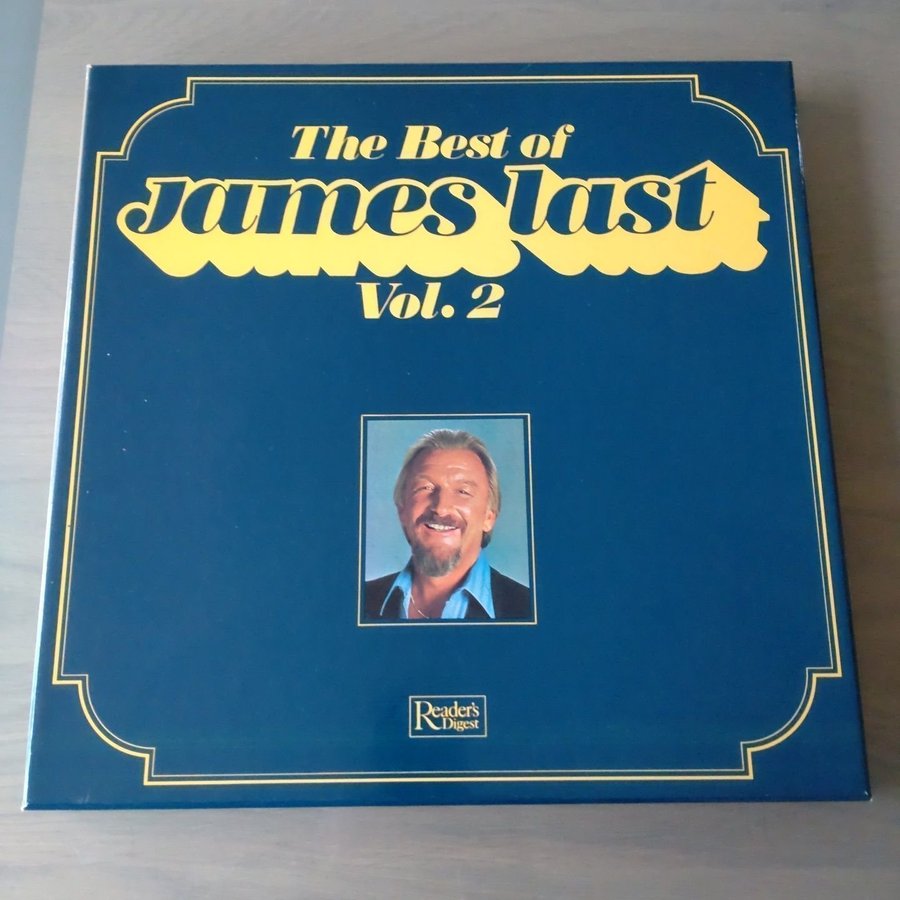 The Best of
James Last
Vol. 2
Reader's
Digest